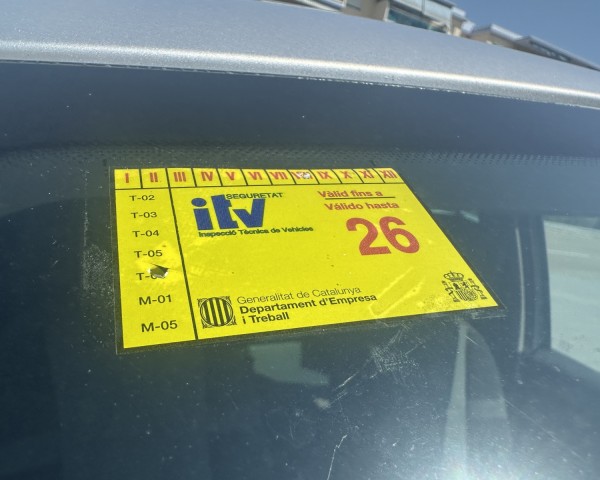 I II III IV V VI VII IX X XI XII
T-02
T-03
T-04
T-05
M-01
M-05
SEGURETAT
itv
Inspecció Tècnica de Vehicles
Vàlid fins a
Válido hasta
26
Generalitat de Catalunya
Departament d'Empresa
i Treball